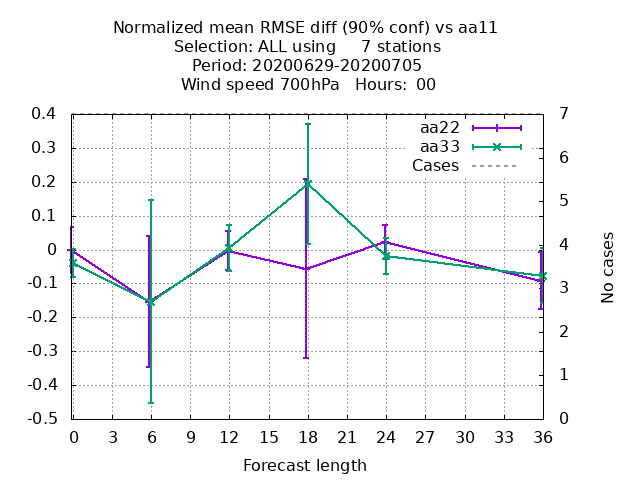 Normalized mean RMSE diff (90% conf) vs aa11
Selection: ALL using     7 stations
Period: 20200629-20200705
Wind speed 700hPa   Hours:  00
0.4
0.3
0.2
0.1
0
-0.1
-0.2
-0.3
-0.4
-0.5
aa22
aa33
Cases
7
6
5
4
3
2
1
0
No cases
0 3 6 9 12 15 18 21 24 27 30 33 36
Forecast length